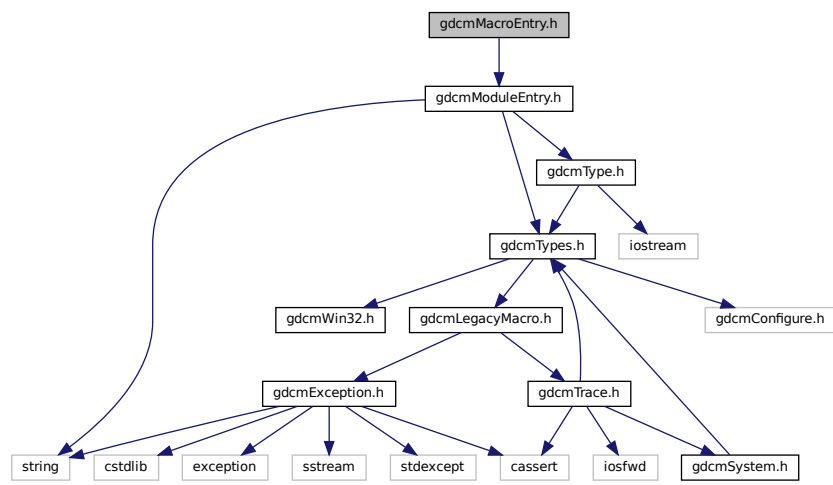 gdcmMacroEntry.h
gdcmModuleEntry.h
gdcmType.h
gdcmTypes.h
iostream
gdcmWin32.h
gdcmLegacyMacro.h
gdcmConfigure.h
gdcmException.h
gdcmTrace.h
string
cstdlib
exception
sstream
stdexcept
cassert
iosfwd
gdcmSystem.h